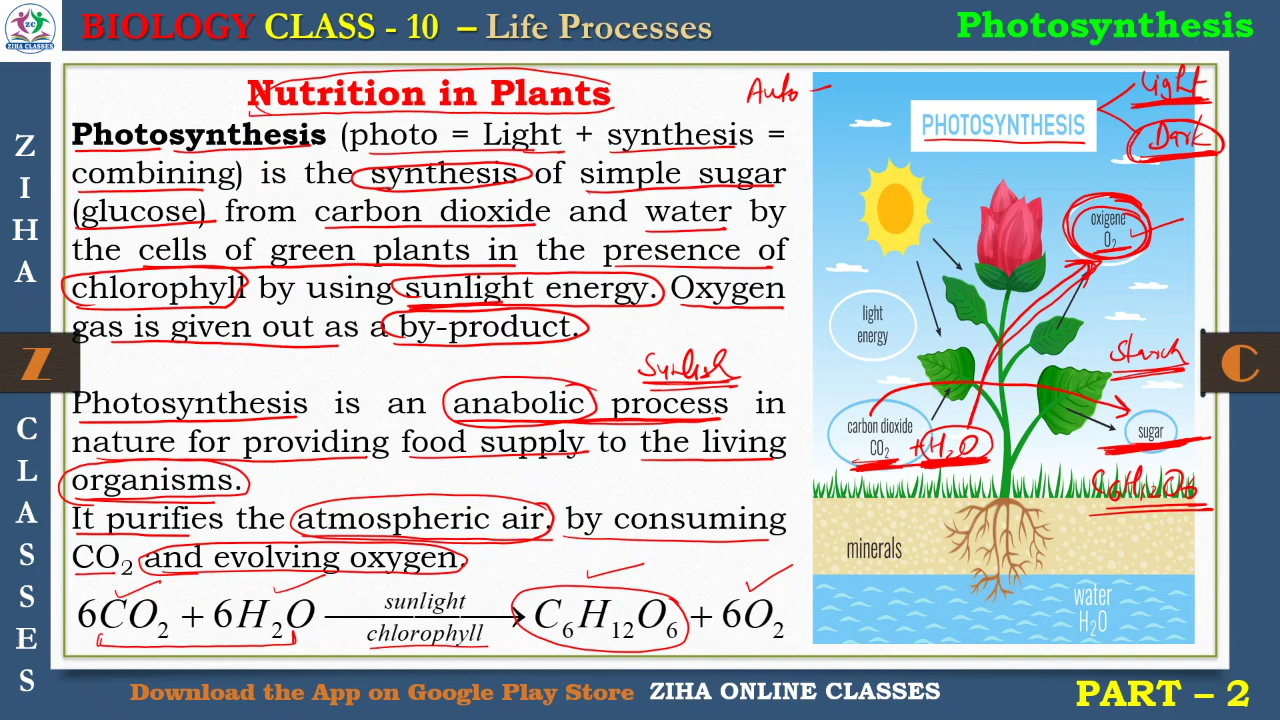 ZC
ZIHA CLASSES
BIOLOGY CLASS - 10 – Life Processes
Photosynthesis
ZIHA
Z
CLASSES
Nutrition in Plants
Photosynthesis (photo = Light + synthesis =
combining) is the synthesis of simple sugar
(glucose) from carbon dioxide and water by
the cells of green plants in the presence of
chlorophyll by using sunlight energy. Oxygen
gas is given out as a by-product.
Photosynthesis is an anabolic process in
nature for providing food supply to the living
organisms.
It purifies the atmospheric air, by consuming
CO₂ and evolving oxygen.
6CO₂ + 6H₂O sunlight chlorophyll → C₆H₁₂O₆ + 6O₂
Auto –
PHOTOSYNTHESIS
Light
Dark
oxigene
O₂
light
energy
Starch
carbon dioxide
CO₂ + H₂O
sugar
C₆H₁₂O₆
minerals
water
H₂O
C
Download the App on Google Play Store ZIHA ONLINE CLASSES
PART – 2